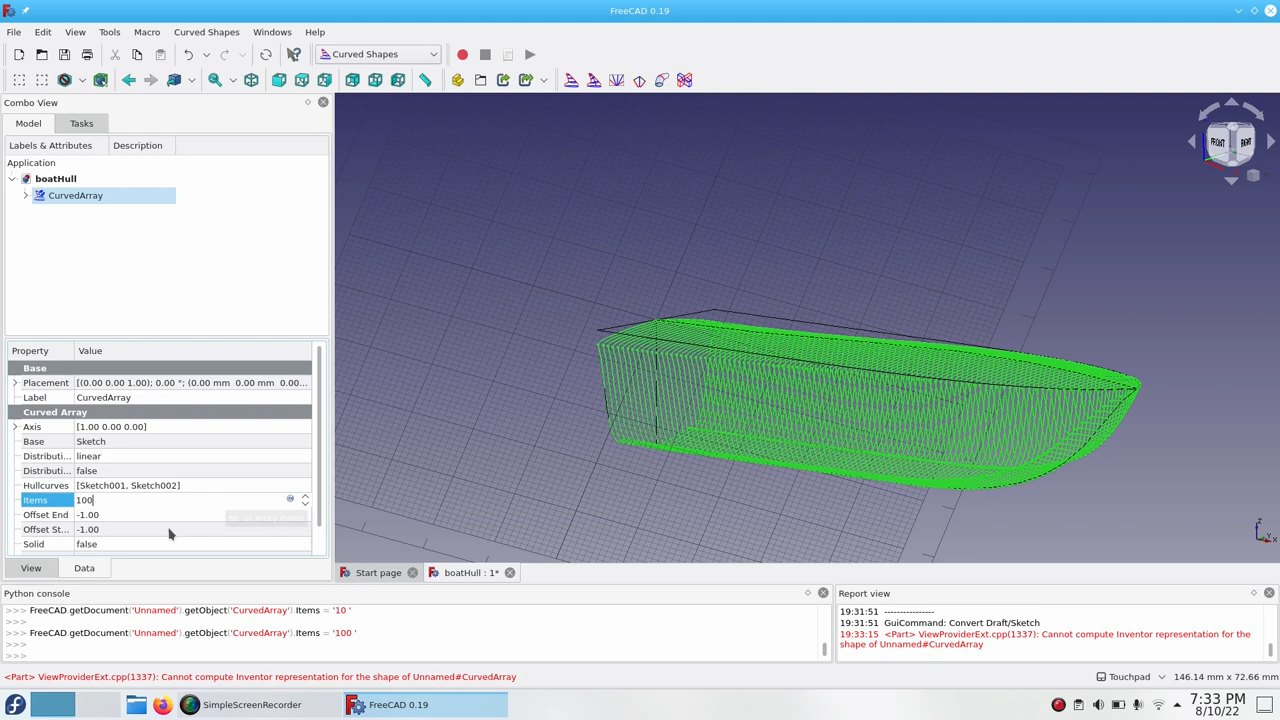 FreeCAD 0.19
File Edit View Tools Macro Curved Shapes Windows Help
Curved Shapes
Combo View
Model Tasks
Labels & Attributes Description
Application
boatHull
CurvedArray
FRONT RIGHT
Property Value
Base
Placement [(0.00 0.00 1.00); 0.00 °; (0.00 mm 0.00 mm 0.00...
Label CurvedArray
Curved Array
Axis [1.00 0.00 0.00]
Base Sketch
Distributi... linear
Distributi... false
Hullcurves [Sketch001, Sketch002]
Items 100
Offset End -1.00
Offset St... -1.00
Solid false
View Data
Start page boatHull : 1*
Z
Y
X
Python console
>>> FreeCAD.getDocument('Unnamed').getObject('CurvedArray').Items = '10 '
>>>
>>> FreeCAD.getDocument('Unnamed').getObject('CurvedArray').Items = '100 '
>>>
>>>
Report view
19:31:51 ----------------
19:31:51 GuiCommand: Convert Draft/Sketch
19:33:15 <Part> ViewProviderExt.cpp(1337): Cannot compute Inventor representation for the
shape of Unnamed#CurvedArray
<Part> ViewProviderExt.cpp(1337): Cannot compute Inventor representation for the shape of Unnamed#CurvedArray
Touchpad 146.14 mm x 72.66 mm
SimpleScreenRecorder FreeCAD 0.19
7:33 PM
8/10/22